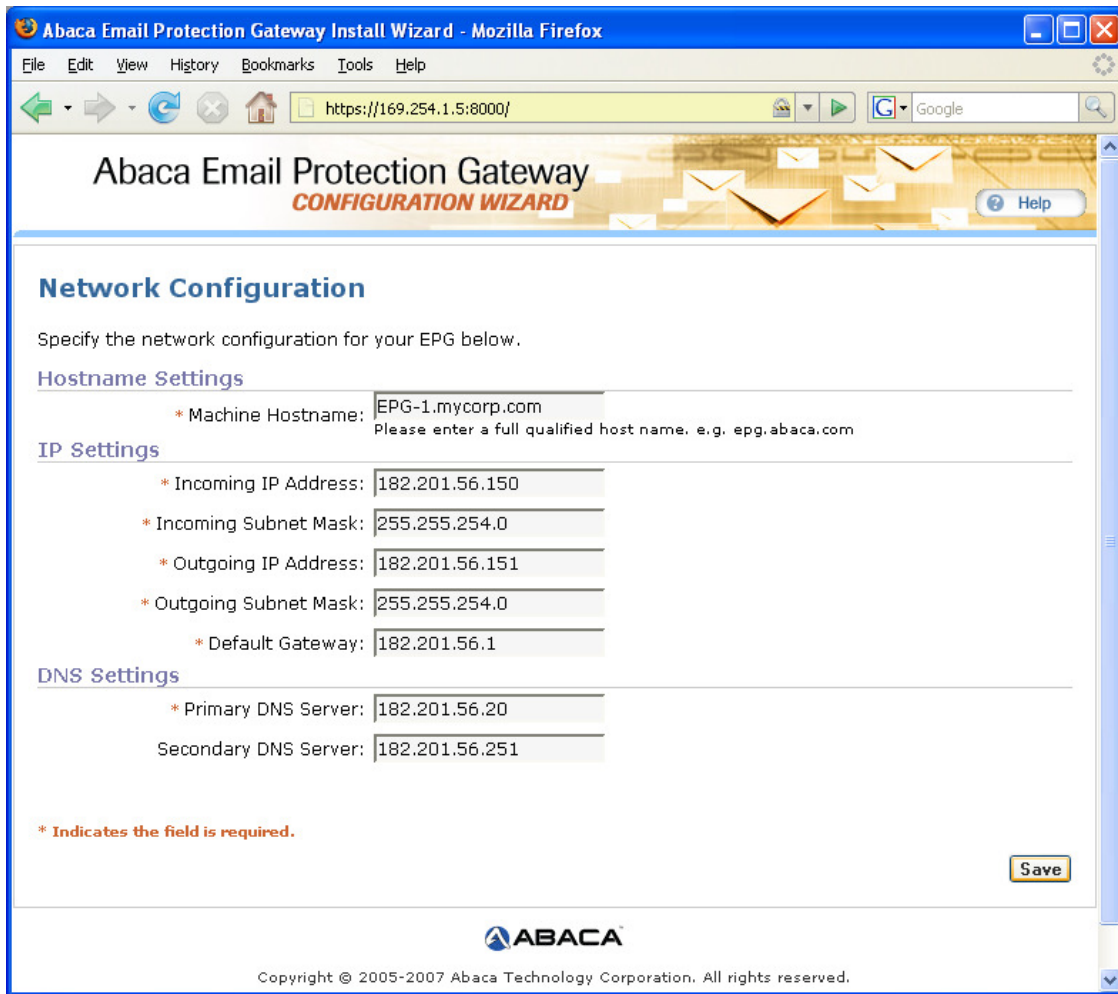 Abaca Email Protection Gateway Install Wizard - Mozilla Firefox
File Edit View History Bookmarks Tools Help
https://169.254.1.5:8000/
G Google
Abaca Email Protection Gateway
CONFIGURATION WIZARD
Help
Network Configuration
Specify the network configuration for your EPG below.
Hostname Settings
* Machine Hostname: EPG-1.mycorp.com
Please enter a full qualified host name. e.g. epg.abaca.com
IP Settings
* Incoming IP Address: 182.201.56.150
* Incoming Subnet Mask: 255.255.254.0
* Outgoing IP Address: 182.201.56.151
* Outgoing Subnet Mask: 255.255.254.0
* Default Gateway: 182.201.56.1
DNS Settings
* Primary DNS Server: 182.201.56.20
Secondary DNS Server: 182.201.56.251
* Indicates the field is required.
Save
ABACA
Copyright © 2005-2007 Abaca Technology Corporation. All rights reserved.